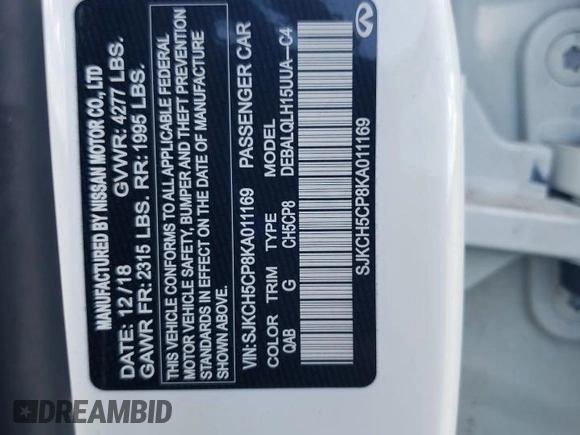 MANUFACTURED BY NISSAN MOTOR CO., LTD
DATE: 12/18 GVWR: 4277 LBS.
GAWR FR: 2315 LBS. RR: 1995 LBS.
THIS VEHICLE CONFORMS TO ALL APPLICABLE FEDERAL
MOTOR VEHICLE SAFETY, BUMPER AND THEFT PREVENTION
STANDARDS IN EFFECT ON THE DATE OF MANUFACTURE
SHOWN ABOVE.
VIN: SJKCH5CP8KA011169 PASSENGER CAR
COLOR TRIM TYPE MODEL
QAB G CH5CP8 DEBALQLH15UUA—C4
SJKCH5CP8KA011169
DREAMBID